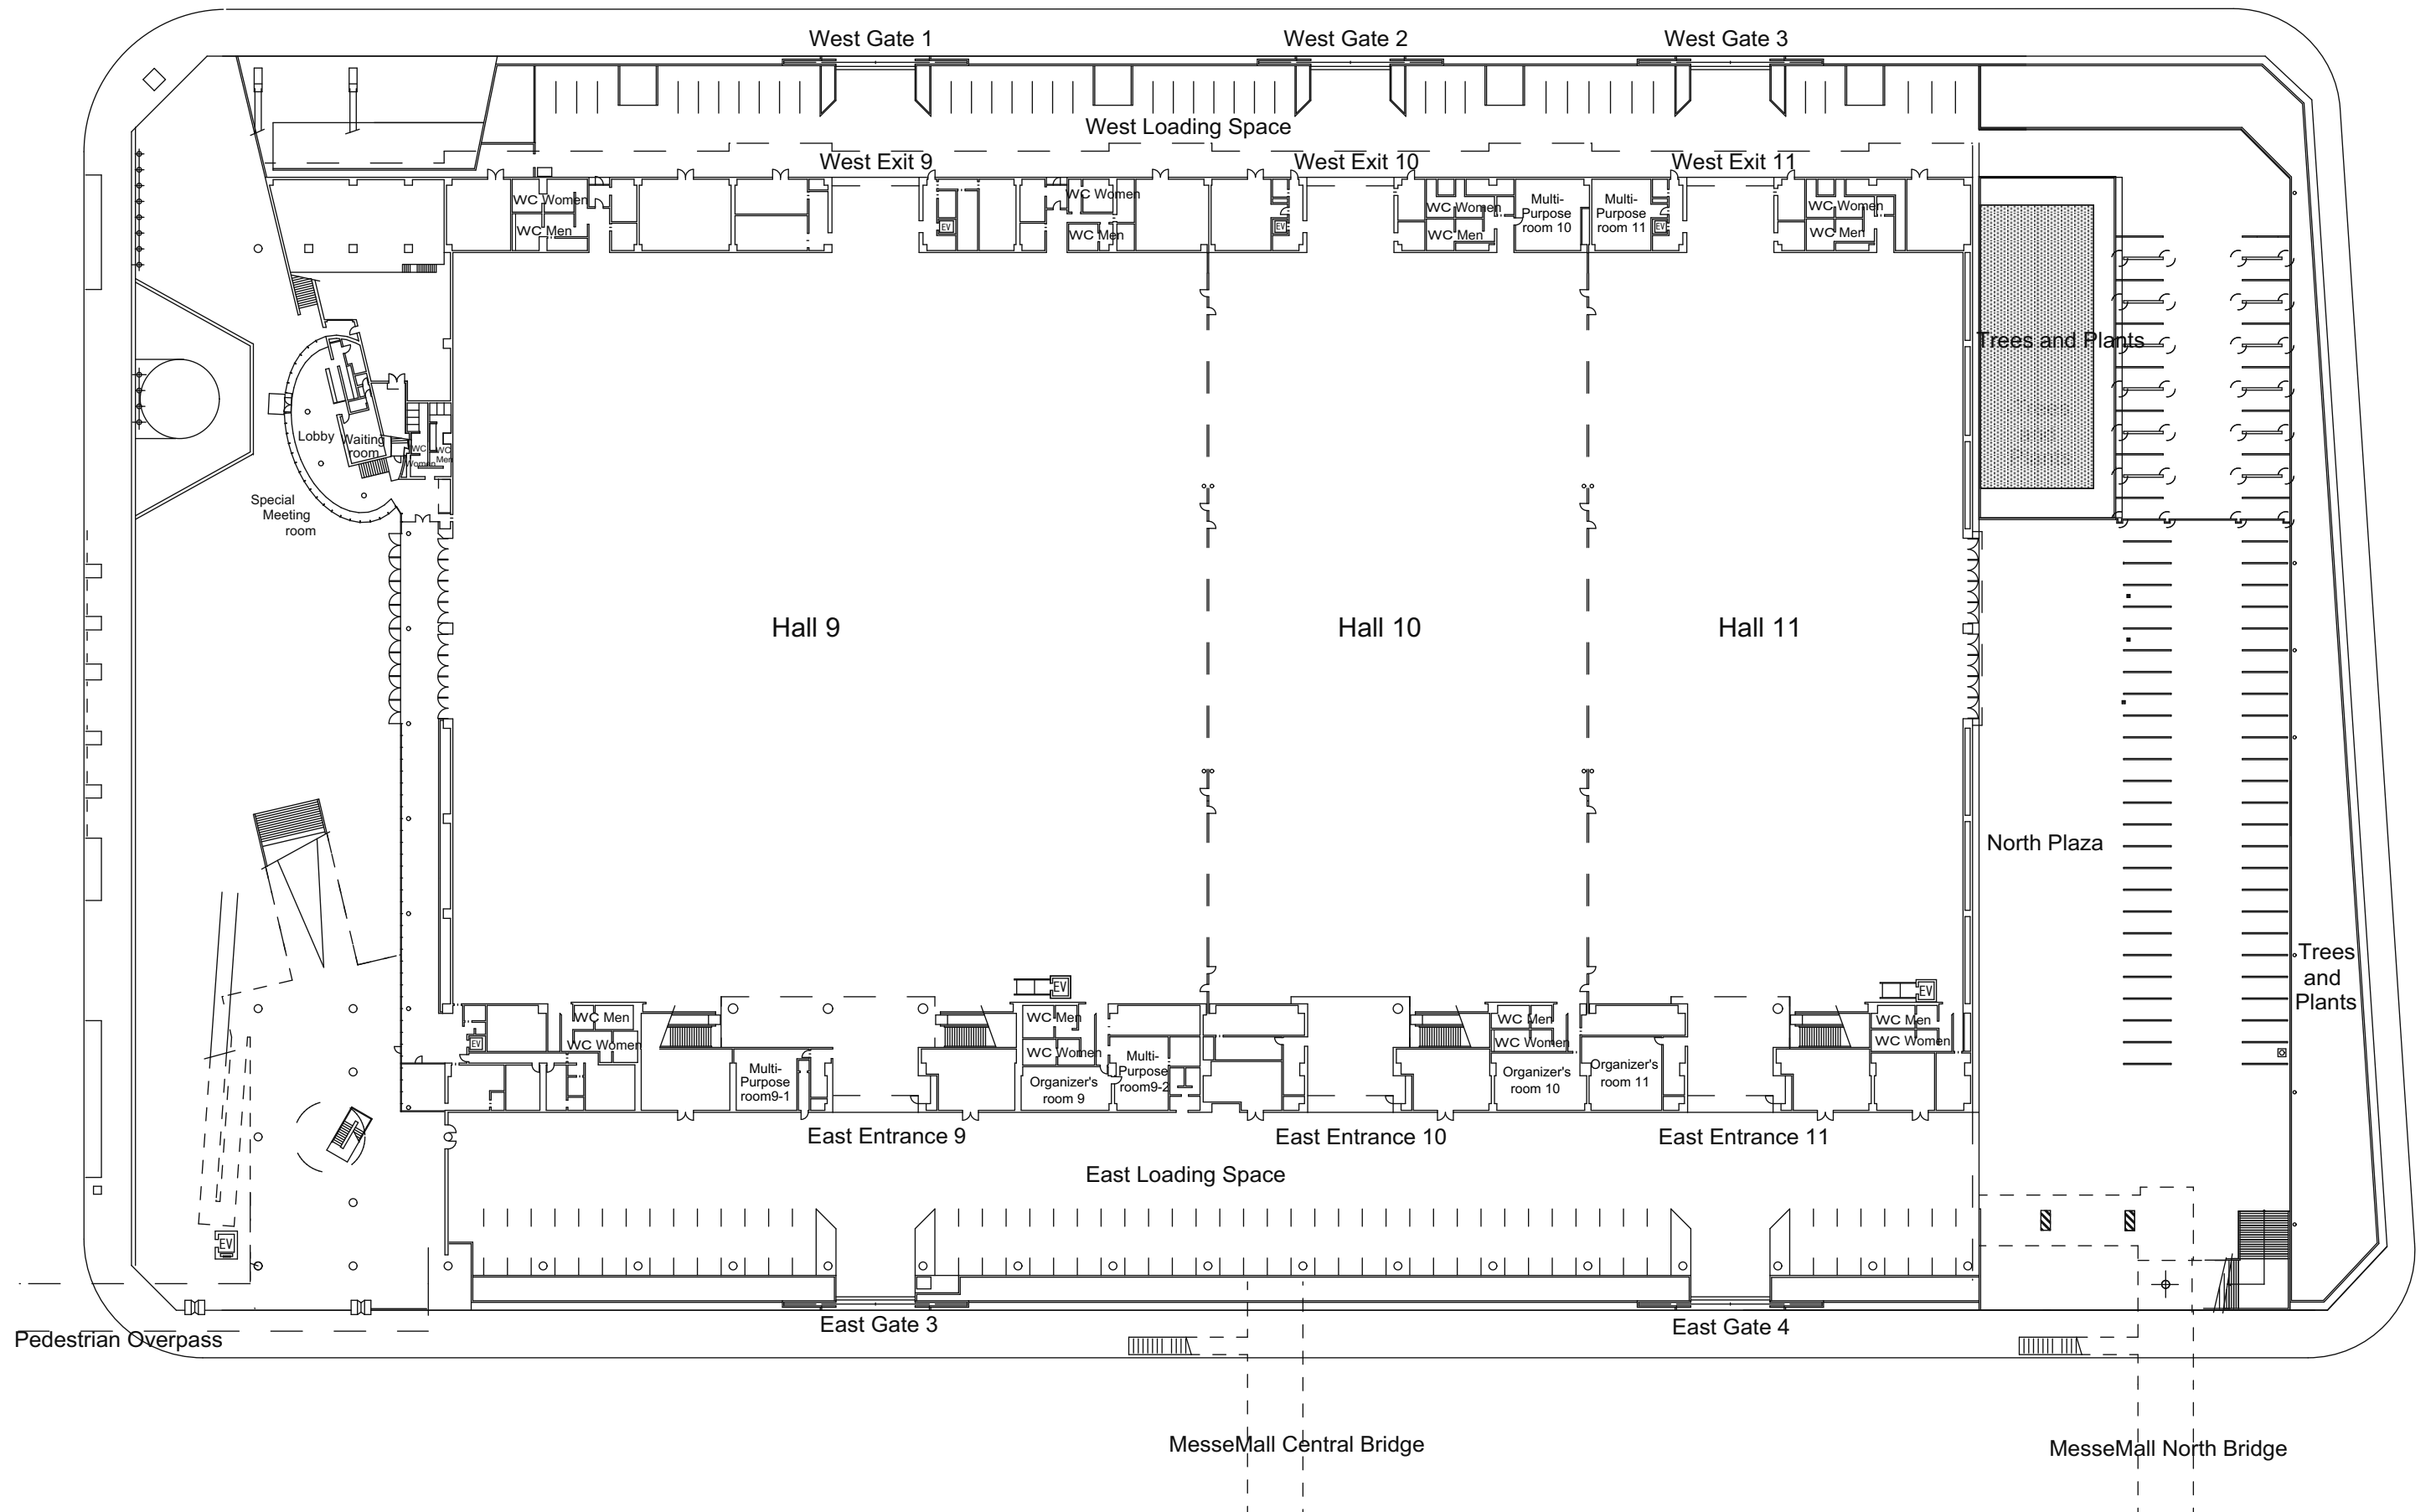 West Gate 1
West Gate 2
West Gate 3
West Loading Space
West Exit 9
West Exit 10
West Exit 11
WC Women
WC Men
EV
WC Women
WC Men
EV
WC Women
WC Men
Multi-
Purpose
room 10
Multi-
Purpose
room 11
EV
WC Women
WC Men
Trees and Plants
Lobby
Waiting
room
WC
Women
WC
Men
Special
Meeting
room
Hall 9
Hall 10
Hall 11
North Plaza
Trees
and
Plants
EV
EV
EV
WC Men
WC Women
WC Men
WC Women
WC Men
WC Women
WC Men
WC Women
Multi-
Purpose
room9-1
Organizer's
room 9
Multi-
Purpose
room9-2
Organizer's
room 10
Organizer's
room 11
East Entrance 9
East Entrance 10
East Entrance 11
East Loading Space
EV
East Gate 3
East Gate 4
Pedestrian Overpass
MesseMall Central Bridge
MesseMall North Bridge